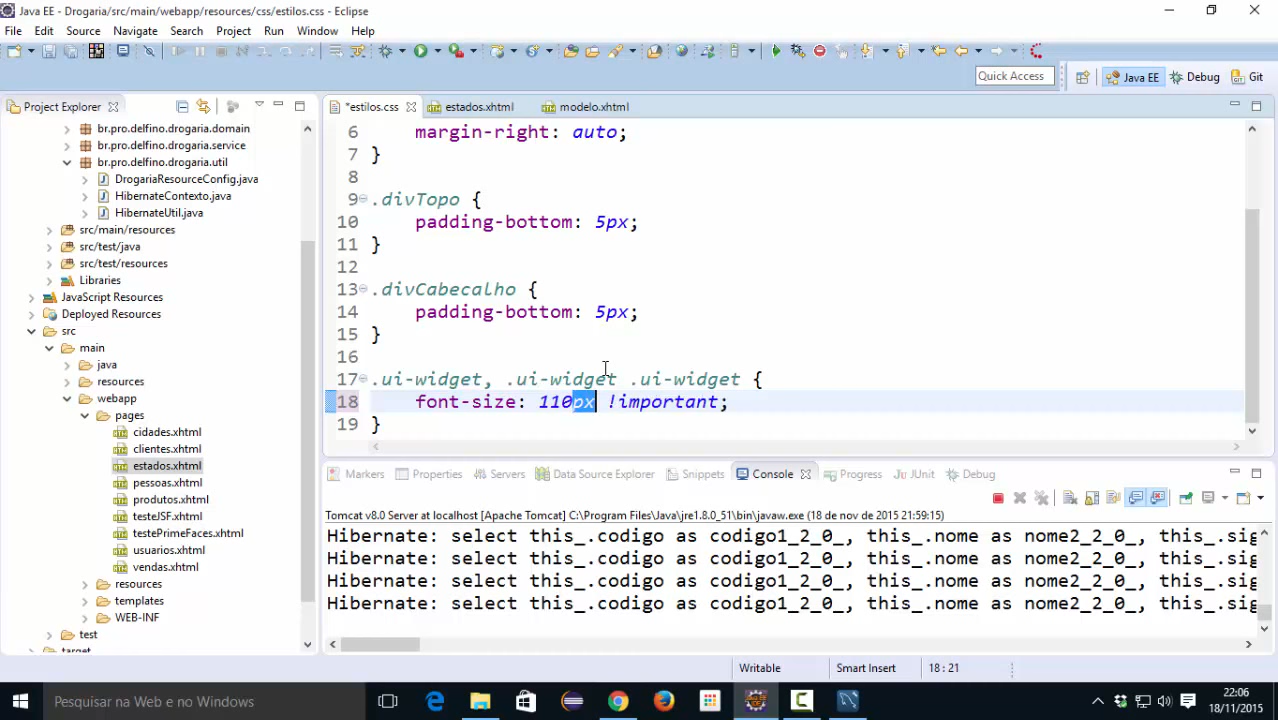 Java EE - Drogaria/src/main/webapp/resources/css/estilos.css - Eclipse
File Edit Source Navigate Search Project Run Window Help
Quick Access
Java EE
Debug
Git
Project Explorer
br.pro.delfino.drogaria.domain
br.pro.delfino.drogaria.service
br.pro.delfino.drogaria.util
DrogariaResourceConfig.java
HibernateContexto.java
HibernateUtil.java
src/main/resources
src/test/java
src/test/resources
Libraries
JavaScript Resources
Deployed Resources
src
main
java
resources
webapp
pages
cidades.xhtml
clientes.xhtml
estados.xhtml
pessoas.xhtml
produtos.xhtml
testeJSF.xhtml
testePrimeFaces.xhtml
usuarios.xhtml
vendas.xhtml
resources
templates
WEB-INF
test
target
*estilos.css
estados.xhtml
modelo.xhtml
6 margin-right: auto;
7 }
8
9 .divTopo {
10 padding-bottom: 5px;
11 }
12
13 .divCabecalho {
14 padding-bottom: 5px;
15 }
16
17 .ui-widget, .ui-widget .ui-widget {
18 font-size: 110px !important;
19 }
Markers Properties Servers Data Source Explorer Snippets Console Progress JUnit Debug
Tomcat v8.0 Server at localhost [Apache Tomcat] C:\Program Files\Java\jre1.8.0_51\bin\javaw.exe (18 de nov de 2015 21:59:15)
Hibernate: select this_.codigo as codigo1_2_0_, this_.nome as nome2_2_0_, this_.sig
Hibernate: select this_.codigo as codigo1_2_0_, this_.nome as nome2_2_0_, this_.sig
Hibernate: select this_.codigo as codigo1_2_0_, this_.nome as nome2_2_0_, this_.sig
Hibernate: select this_.codigo as codigo1_2_0_, this_.nome as nome2_2_0_, this_.sig
Writable
Smart Insert
18 : 21
Pesquisar na Web e no Windows
22:06
18/11/2015